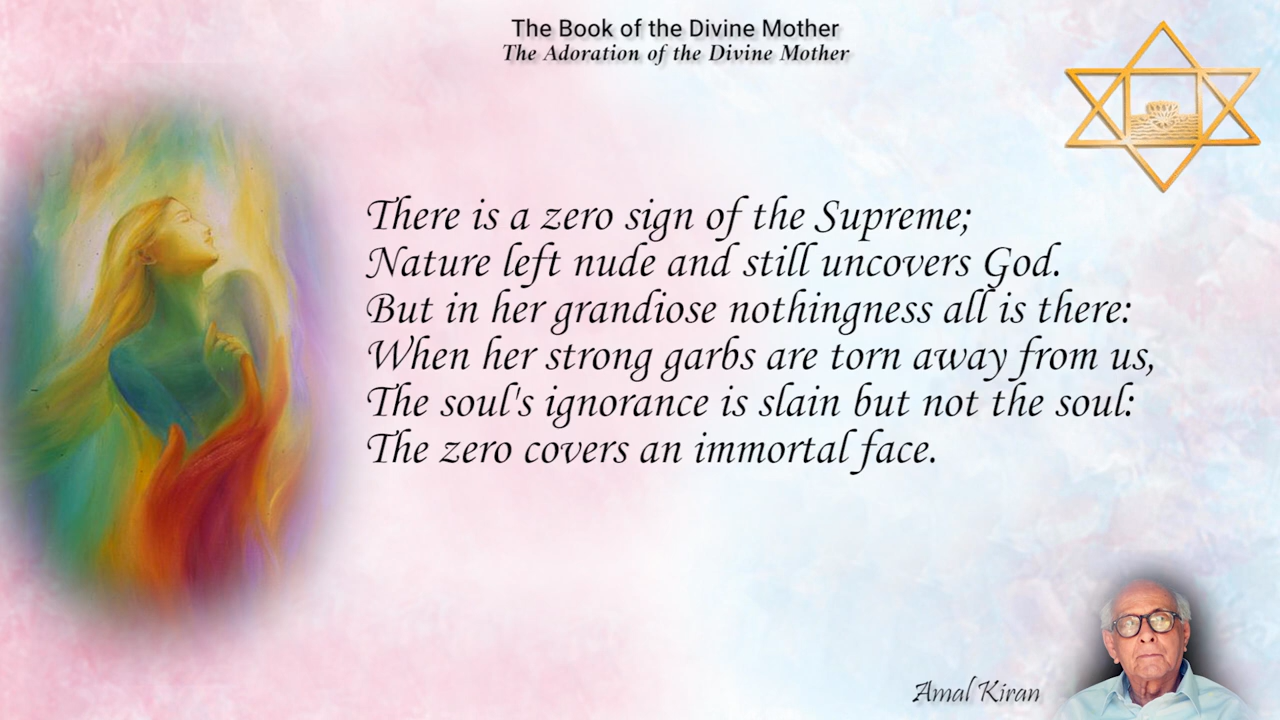 The Book of the Divine Mother
The Adoration of the Divine Mother
There is a zero sign of the Supreme;
Nature left nude and still uncovers God.
But in her grandiose nothingness all is there:
When her strong garbs are torn away from us,
The soul's ignorance is slain but not the soul:
The zero covers an immortal face.
Amal Kiran